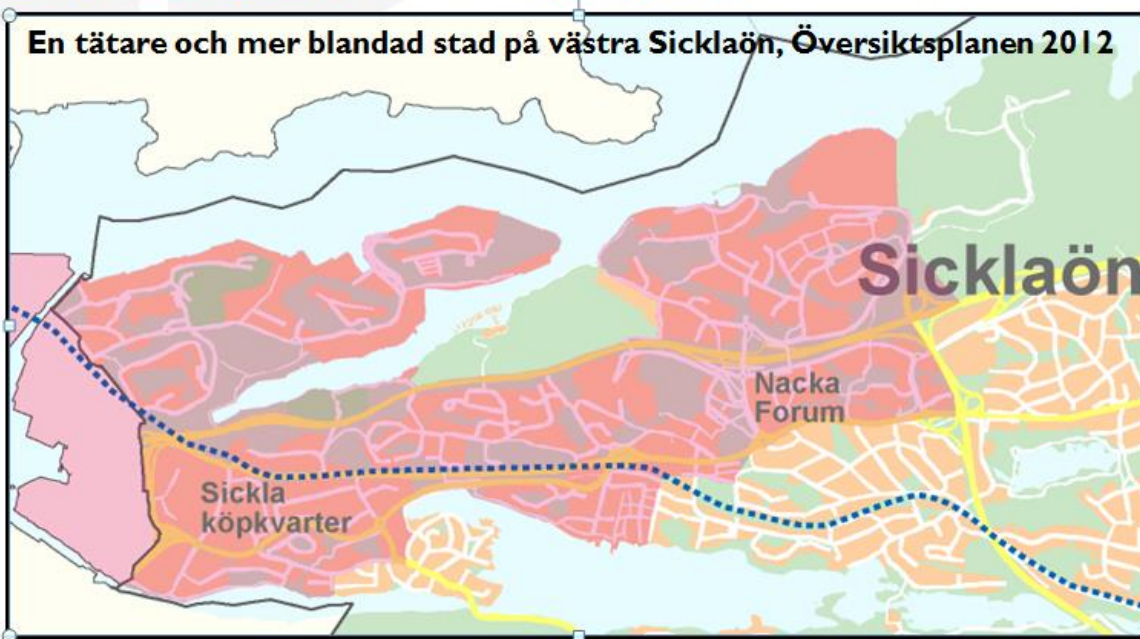 En tätare och mer blandad stad på västra Sicklaön, Översiktsplanen 2012
Sicklaön
Nacka
Forum
Sickla
köpkvarter